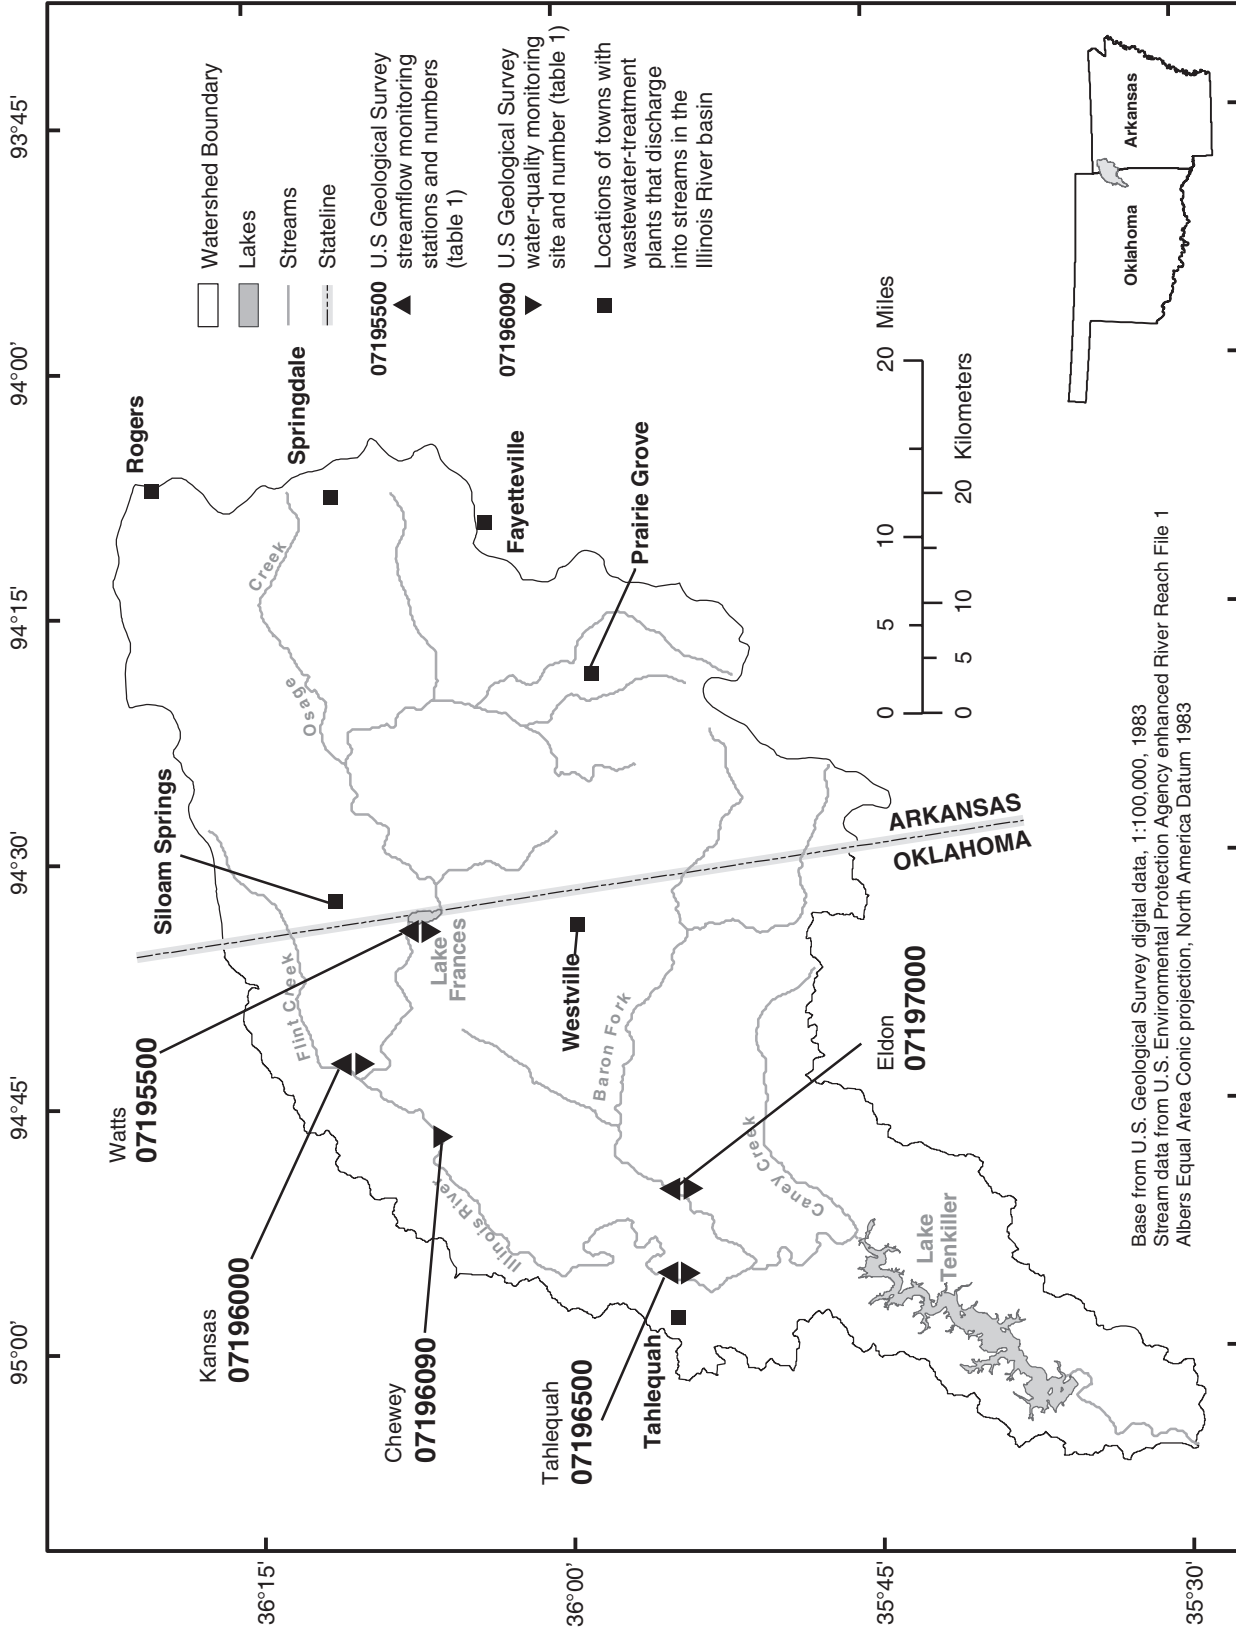 95°00'
94°45'
94°30'
94°15'
94°00'
93°45'
36°15'
36°00'
35°45'
35°30'
Watts
07195500
Kansas
07196000
Chewey
07196090
Tahlequah
07196500
Tahlequah
Eldon
07197000
Siloam Springs
Westville
Rogers
Springdale
Fayetteville
Prairie Grove
Flint Creek
Osage Creek
Illinois River
Baron Fork
Caney Creek
Lake
Frances
Lake
Tenkiller
ARKANSAS
OKLAHOMA
Watershed Boundary
Lakes
Streams
Stateline
07195500
U.S Geological Survey
streamflow monitoring
stations and numbers
(table 1)
07196090
U.S Geological Survey
water-quality monitoring
site and number (table 1)
Locations of towns with
wastewater-treatment
plants that discharge
into streams in the
Illinois River basin
0 5 10 20 Miles
0 5 10 20 Kilometers
Oklahoma
Arkansas
Base from U.S. Geological Survey digital data, 1:100,000, 1983
Stream data from U.S. Environmental Protection Agency enhanced River Reach File 1
Albers Equal Area Conic projection, North America Datum 1983